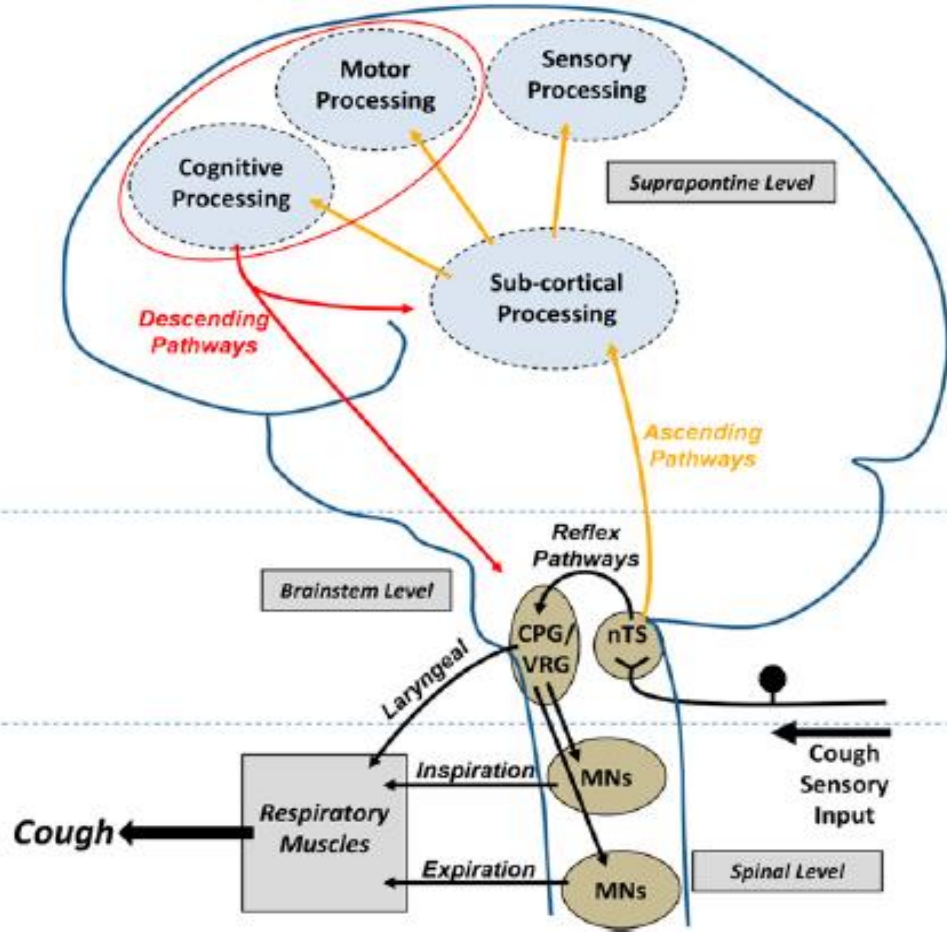 Motor
Processing
Sensory
Processing
Cognitive
Processing
Suprapontine Level
Sub-cortical
Processing
Descending
Pathways
Ascending
Pathways
Reflex
Pathways
Brainstem Level
CPG/
VRG
nTS
Laryngeal
Cough
Sensory
Input
Inspiration
MNs
Respiratory
Muscles
Cough
Expiration
MNs
Spinal Level